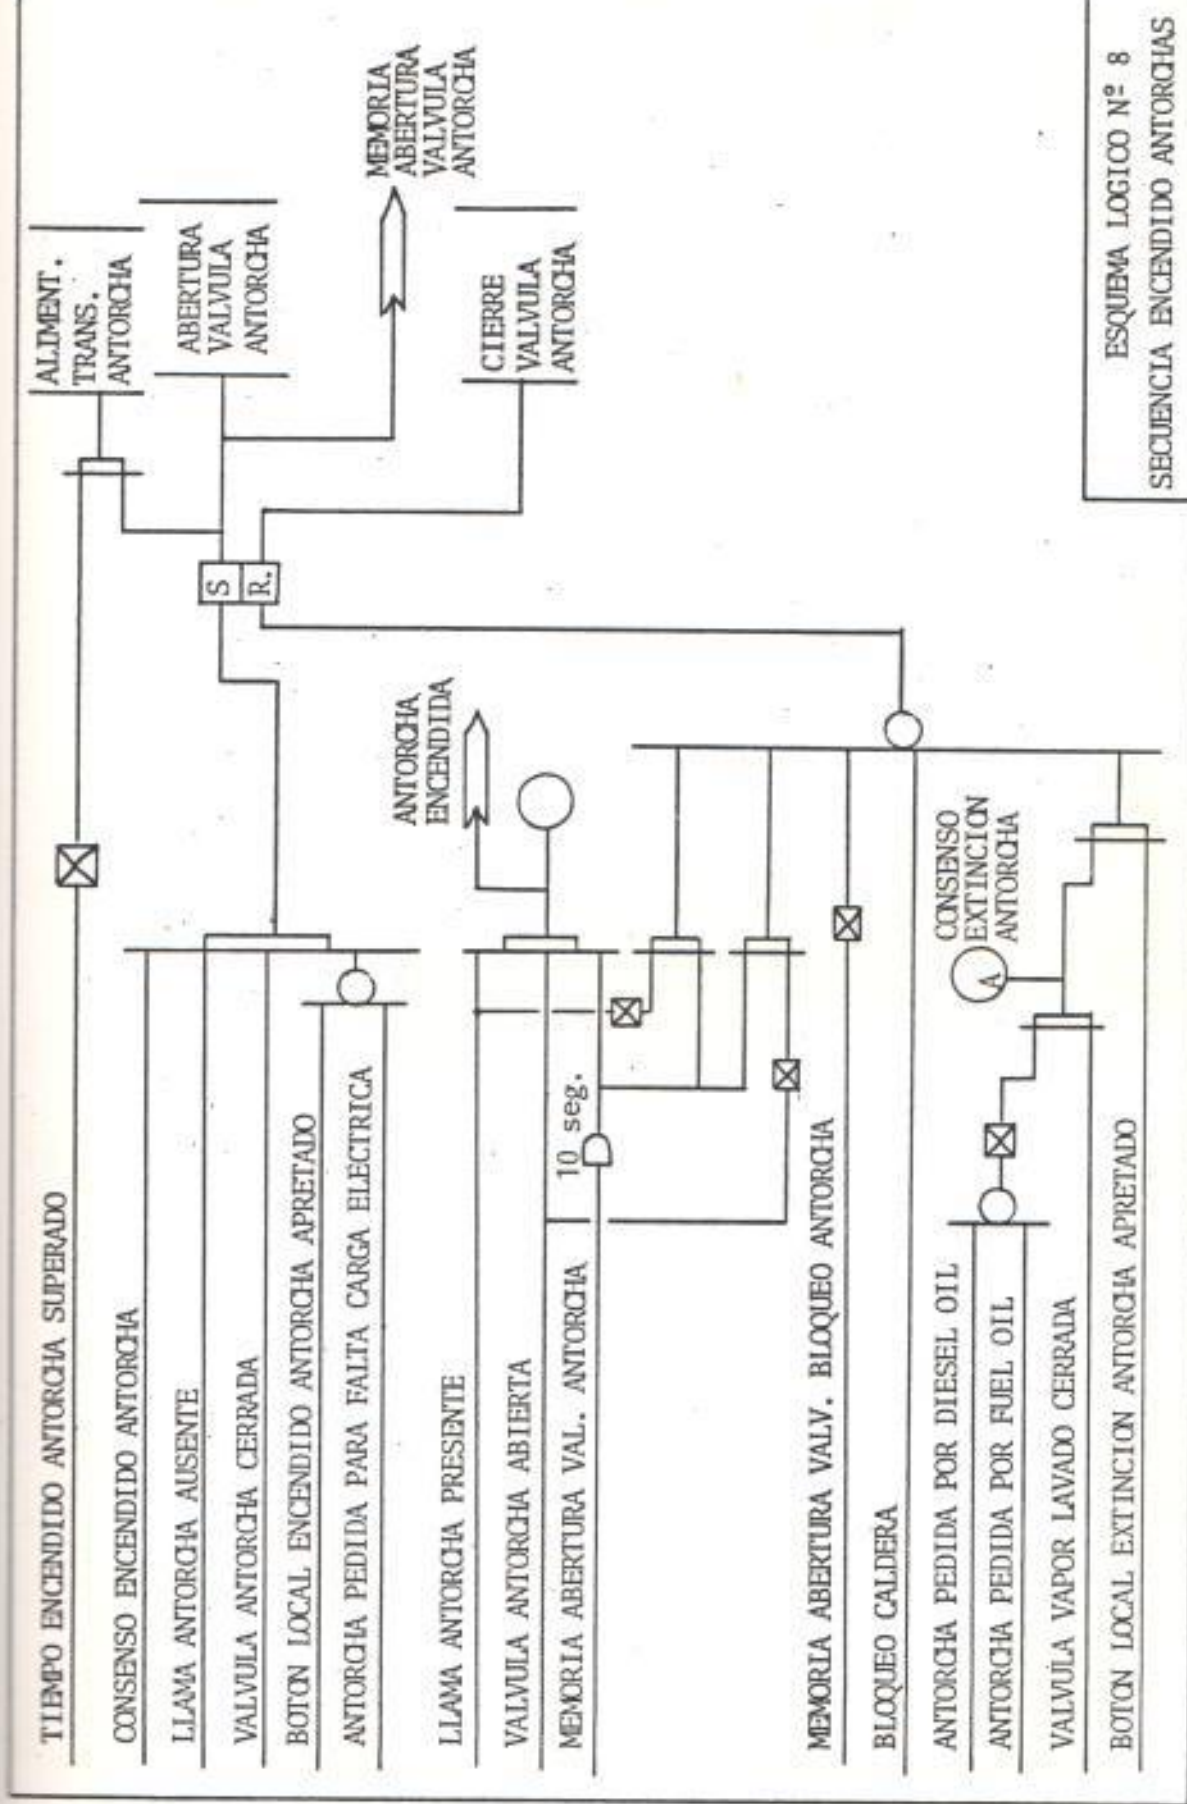 TIEMPO ENCENDIDO ANTORCHA SUPERADO
CONSENSO ENCENDIDO ANTORCHA
LLAMA ANTORCHA AUSENTE
VALVULA ANTORCHA CERRADA
BOTON LOCAL ENCENDIDO ANTORCHA APRETADO
ANTORCHA PEDIDA PARA FALTA CARGA ELECTRICA
LLAMA ANTORCHA PRESENTE
VALVULA ANTORCHA ABIERTA
MEMORIA ABERTURA VAL. ANTORCHA
10 seg.
MEMORIA ABERTURA VALV. BLOQUEO ANTORCHA
BLOQUEO CALDERA
ANTORCHA PEDIDA POR DIESEL OIL
ANTORCHA PEDIDA POR FUEL OIL
VALVULA VAPOR LAVADO CERRADA
BOTON LOCAL EXTINCION ANTORCHA APRETADO
ANTORCHA
ENCENDIDA
CONSENSO
EXTINCION
ANTORCHA
A
S
R.
ALIMENT.
TRANS.
ANTORCHA
ABERTURA
VALVULA
ANTORCHA
MEMORIA
ABERTURA
VALVULA
ANTORCHA
CIERRE
VALVULA
ANTORCHA
ESQUEMA LOGICO Nº 8
SECUENCIA ENCENDIDO ANTORCHAS